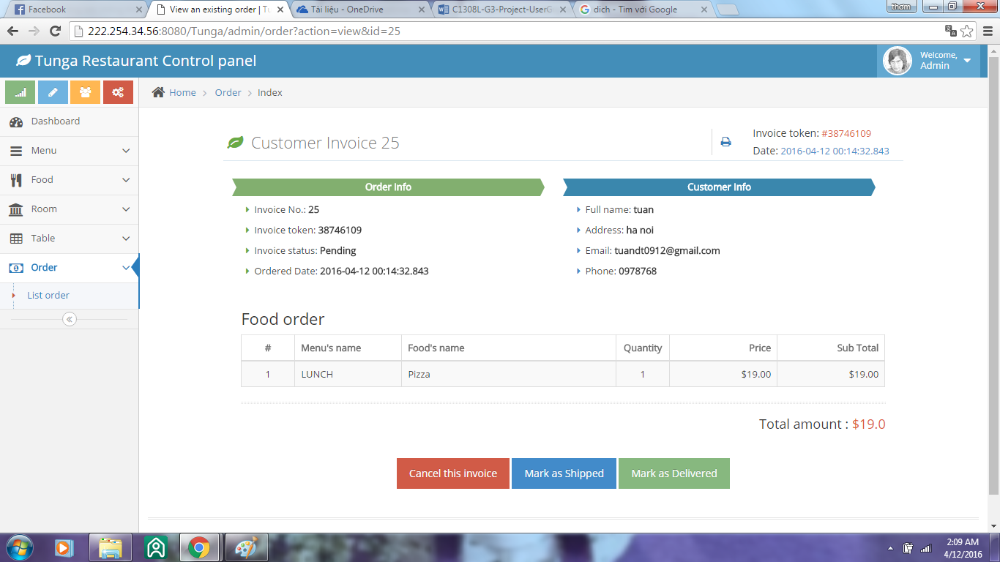 Facebook
View an existing order | Tu
Tài liệu - OneDrive
C1308L-G3-Project-UserG
dich - Tìm với Google
thom
222.254.34.56:8080/Tunga/admin/order?action=view&id=25
Tunga Restaurant Control panel
Welcome,
Admin
Home
Order
Index
Dashboard
Menu
Food
Room
Table
Order
List order
Customer Invoice 25
Invoice token: #38746109
Date: 2016-04-12 00:14:32.843
Order Info
Invoice No.: 25
Invoice token: 38746109
Invoice status: Pending
Ordered Date: 2016-04-12 00:14:32.843
Customer Info
Full name: tuan
Address: ha noi
Email: tuandt0912@gmail.com
Phone: 0978768
Food order
# Menu's name Food's name Quantity Price Sub Total
1 LUNCH Pizza 1 $19.00 $19.00
Total amount : $19.0
Cancel this invoice
Mark as Shipped
Mark as Delivered
2:09 AM
4/12/2016